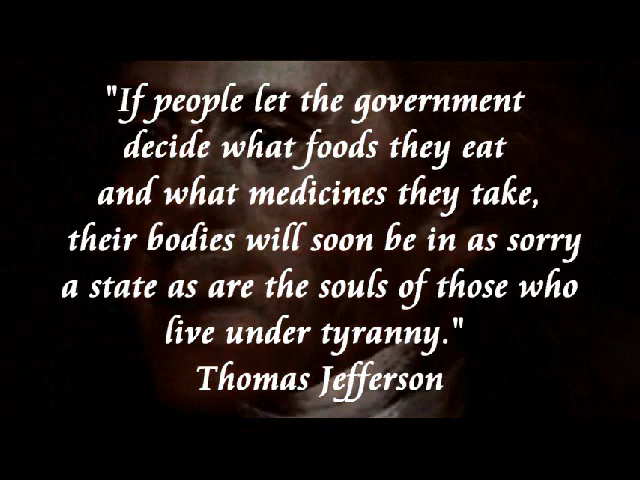 "If people let the government
decide what foods they eat
and what medicines they take,
their bodies will soon be in as sorry
a state as are the souls of those who
live under tyranny."
Thomas Jefferson